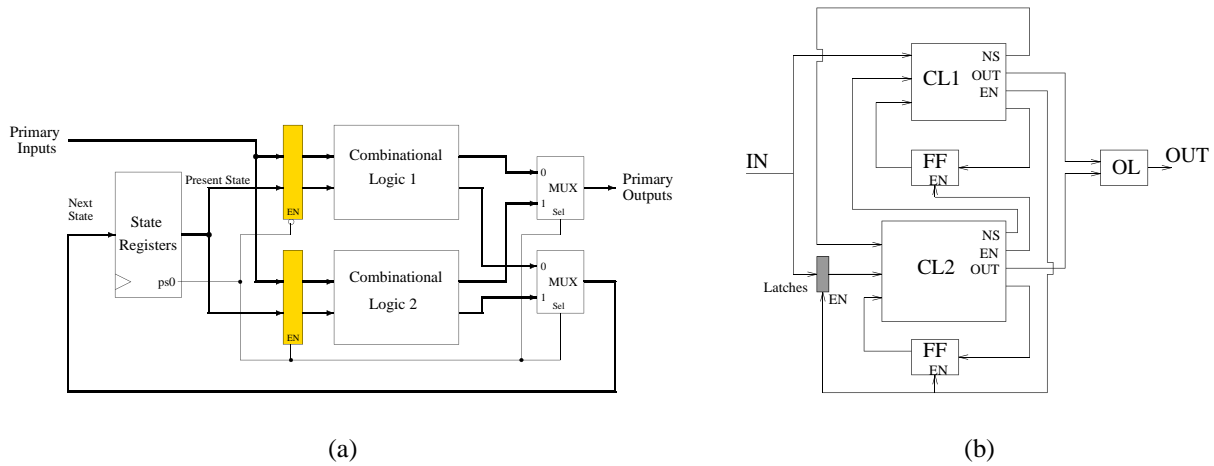 Primary
Inputs
Next
State
Present State
State
Registers
ps0
EN
EN
Combinational
Logic 1
Combinational
Logic 2
0
MUX
1
Sel
0
MUX
1
Sel
Primary
Outputs
(a)
IN
Latches
EN
CL1
NS
OUT
EN
FF
EN
CL2
NS
EN
OUT
FF
EN
OL
OUT
(b)